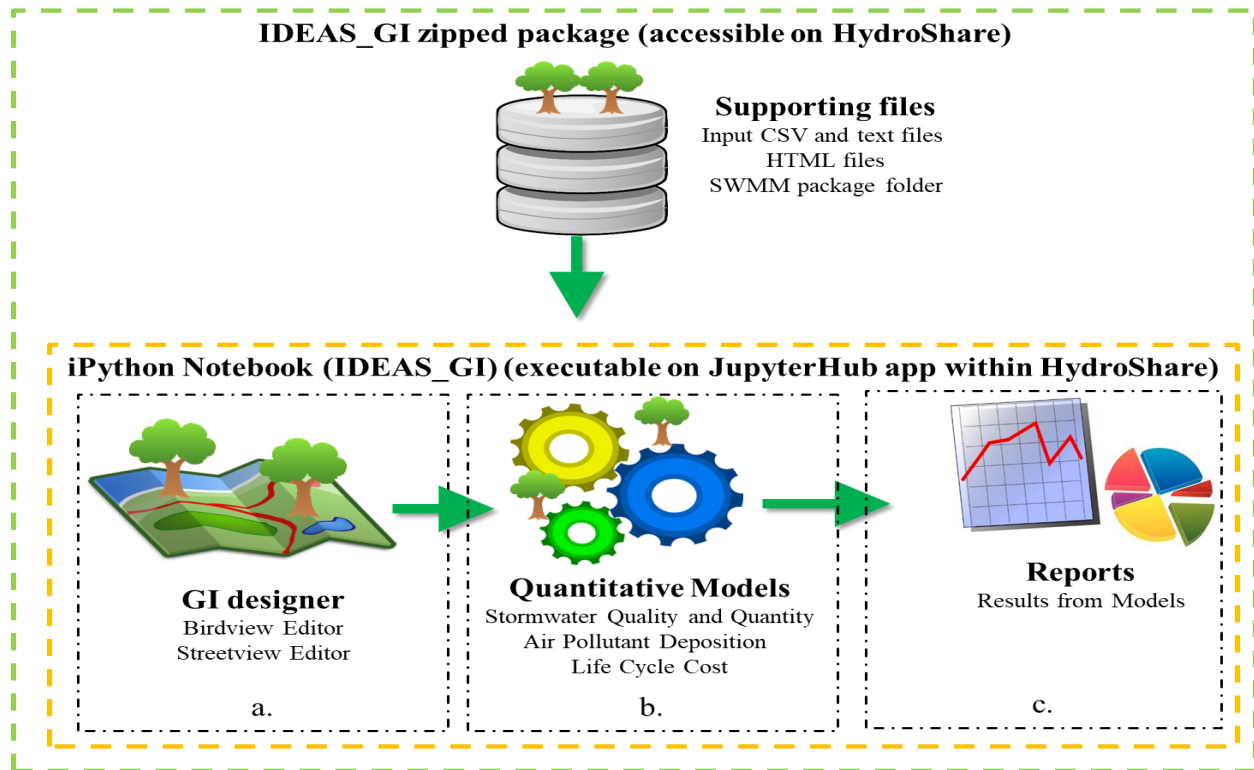 IDEAS_GI zipped package (accessible on HydroShare)
Supporting files
Input CSV and text files
HTML files
SWMM package folder
iPython Notebook (IDEAS_GI) (executable on JupyterHub app within HydroShare)
GI designer
Birdview Editor
Streetview Editor
a.
Quantitative Models
Stormwater Quality and Quantity
Air Pollutant Deposition
Life Cycle Cost
b.
Reports
Results from Models
c.